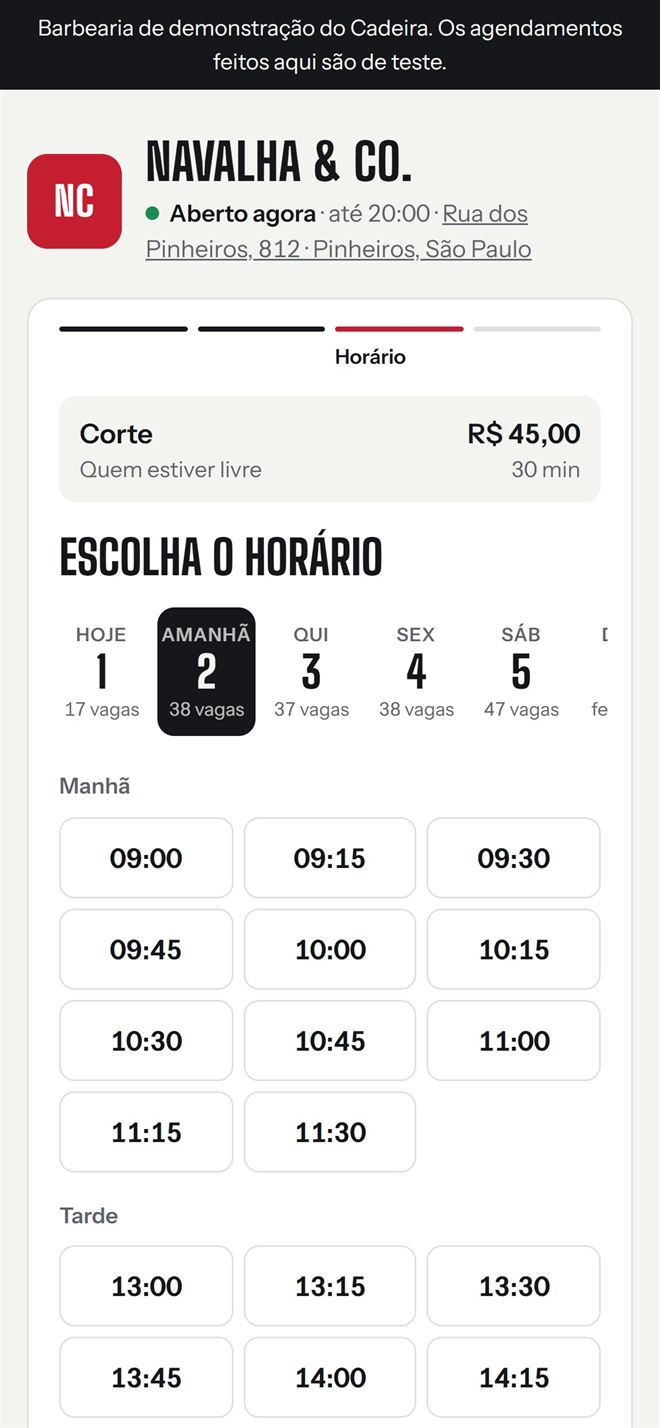 Barbearia de demonstração do Cadeira. Os agendamentos
feitos aqui são de teste.
NC
NAVALHA & CO.
Aberto agora · até 20:00 · Rua dos
Pinheiros, 812 · Pinheiros, São Paulo
Horário
Corte R$ 45,00
Quem estiver livre 30 min
ESCOLHA O HORÁRIO
HOJE AMANHÃ QUI SEX SÁB
1 2 3 4 5
17 vagas 38 vagas 37 vagas 38 vagas 47 vagas fe
Manhã
09:00 09:15 09:30
09:45 10:00 10:15
10:30 10:45 11:00
11:15 11:30
Tarde
13:00 13:15 13:30
13:45 14:00 14:15